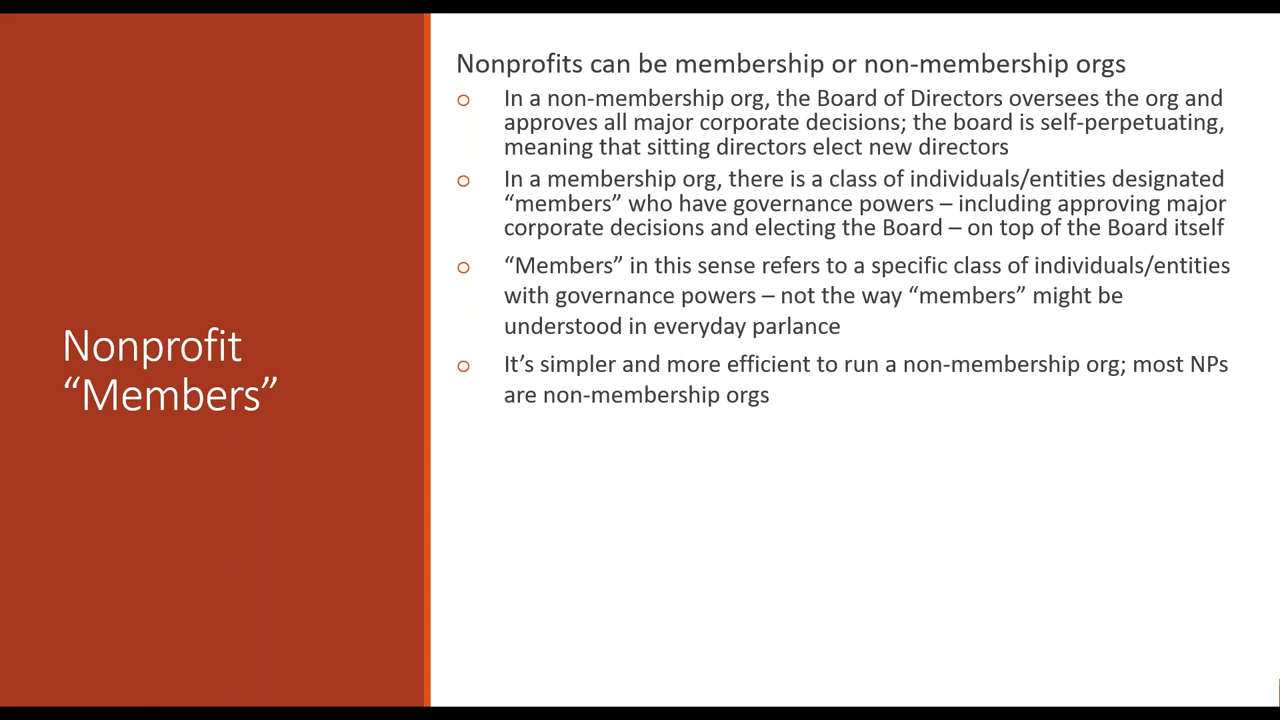 Nonprofit
“Members”
Nonprofits can be membership or non-membership orgs
In a non-membership org, the Board of Directors oversees the org and
approves all major corporate decisions; the board is self-perpetuating,
meaning that sitting directors elect new directors
In a membership org, there is a class of individuals/entities designated
“members” who have governance powers – including approving major
corporate decisions and electing the Board – on top of the Board itself
“Members” in this sense refers to a specific class of individuals/entities
with governance powers – not the way “members” might be
understood in everyday parlance
It’s simpler and more efficient to run a non-membership org; most NPs
are non-membership orgs